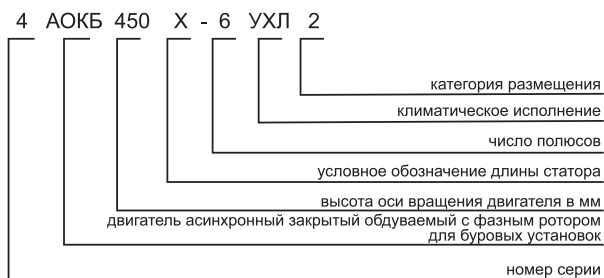 4 АОКБ 450 Х - 6 УХЛ 2
категория размещения
климатическое исполнение
число полюсов
условное обозначение длины статора
высота оси вращения двигателя в мм
двигатель асинхронный закрытый обдуваемый с фазным ротором
для буровых установок
номер серии